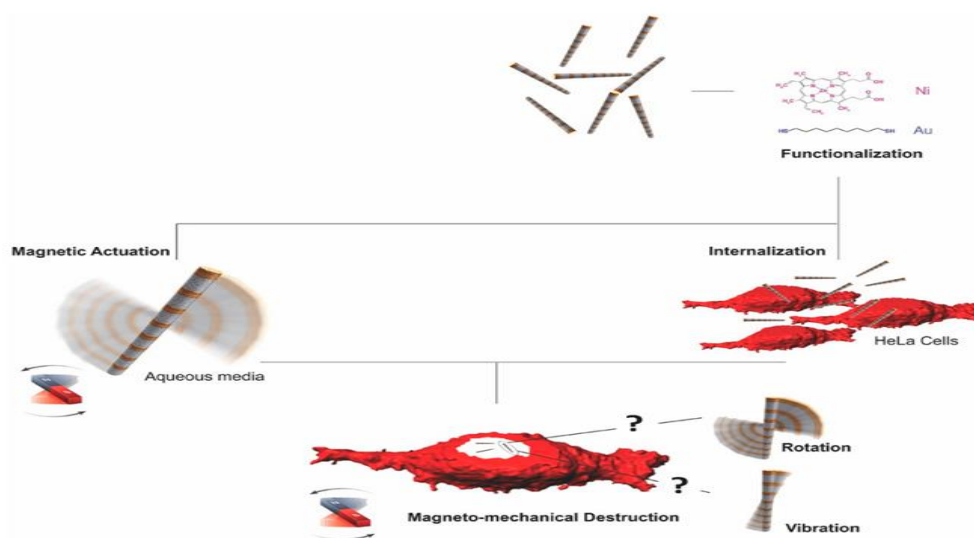 Ni
Au
Functionalization
Magnetic Actuation
Internalization
HeLa Cells
Aqueous media
?
Rotation
?
Magneto-mechanical Destruction
Vibration